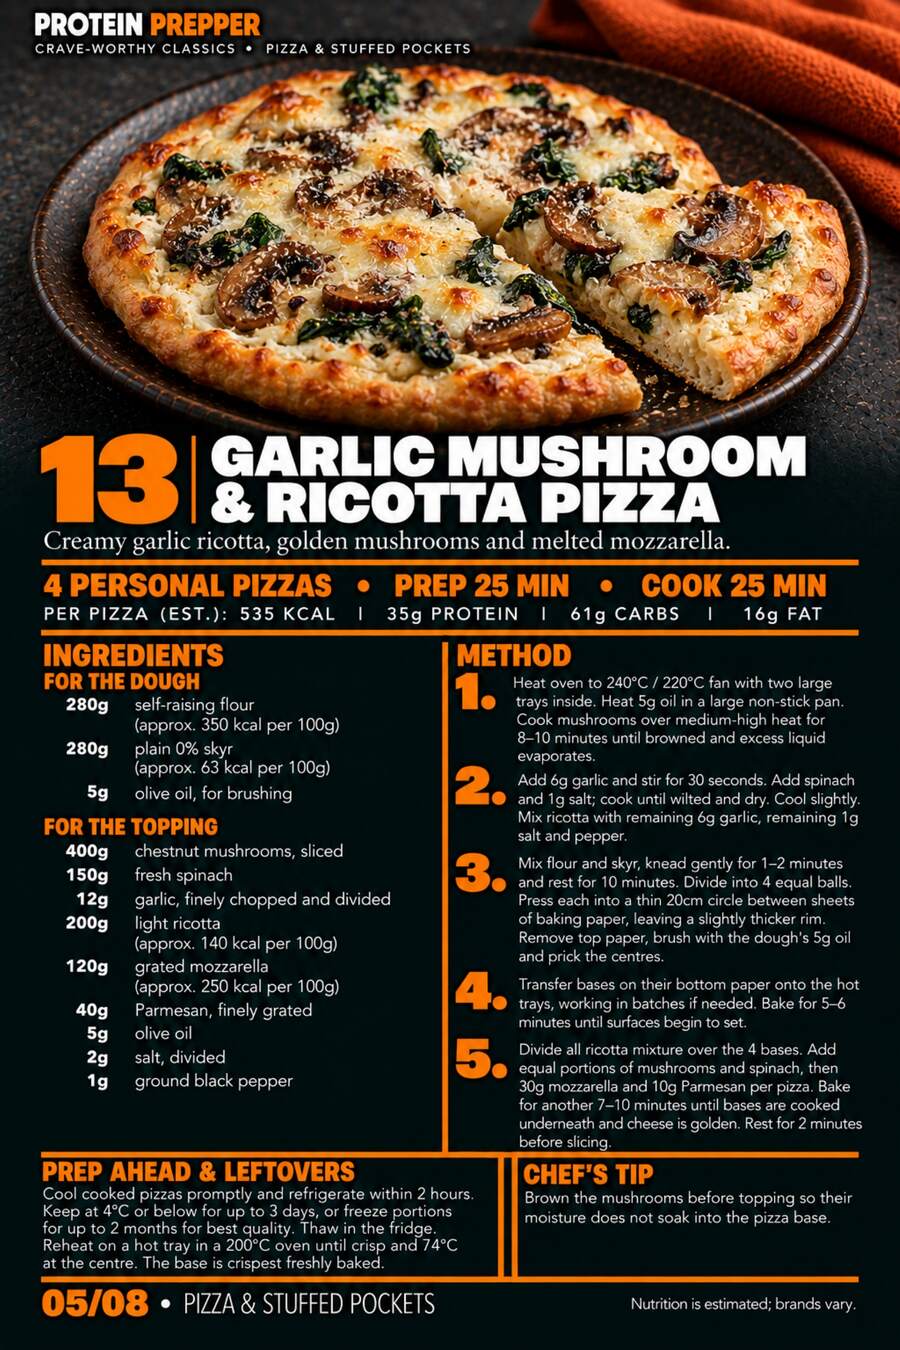 PROTEIN PREPPER
CRAVE-WORTHY CLASSICS • PIZZA & STUFFED POCKETS
13 | GARLIC MUSHROOM
& RICOTTA PIZZA
Creamy garlic ricotta, golden mushrooms and melted mozzarella.
4 PERSONAL PIZZAS • PREP 25 MIN • COOK 25 MIN
PER PIZZA (EST.): 535 KCAL | 35g PROTEIN | 61g CARBS | 16g FAT
INGREDIENTS
FOR THE DOUGH
280g self-raising flour
(approx. 350 kcal per 100g)
280g plain 0% skyr
(approx. 63 kcal per 100g)
5g olive oil, for brushing
FOR THE TOPPING
400g chestnut mushrooms, sliced
150g fresh spinach
12g garlic, finely chopped and divided
200g light ricotta
(approx. 140 kcal per 100g)
120g grated mozzarella
(approx. 250 kcal per 100g)
40g Parmesan, finely grated
5g olive oil
2g salt, divided
1g ground black pepper
METHOD
1. Heat oven to 240°C / 220°C fan with two large
trays inside. Heat 5g oil in a large non-stick pan.
Cook mushrooms over medium-high heat for
8–10 minutes until browned and excess liquid
evaporates.
2. Add 6g garlic and stir for 30 seconds. Add spinach
and 1g salt; cook until wilted and dry. Cool slightly.
Mix ricotta with remaining 6g garlic, remaining 1g
salt and pepper.
3. Mix flour and skyr, knead gently for 1–2 minutes
and rest for 10 minutes. Divide into 4 equal balls.
Press each into a thin 20cm circle between sheets
of baking paper, leaving a slightly thicker rim.
Remove top paper, brush with the dough's 5g oil
and prick the centres.
4. Transfer bases on their bottom paper onto the hot
trays, working in batches if needed. Bake for 5–6
minutes until surfaces begin to set.
5. Divide all ricotta mixture over the 4 bases. Add
equal portions of mushrooms and spinach, then
30g mozzarella and 10g Parmesan per pizza. Bake
for another 7–10 minutes until bases are cooked
underneath and cheese is golden. Rest for 2 minutes
before slicing.
PREP AHEAD & LEFTOVERS
Cool cooked pizzas promptly and refrigerate within 2 hours.
Keep at 4°C or below for up to 3 days, or freeze portions
for up to 2 months for best quality. Thaw in the fridge.
Reheat on a hot tray in a 200°C oven until crisp and 74°C
at the centre. The base is crispest freshly baked.
CHEF'S TIP
Brown the mushrooms before topping so their
moisture does not soak into the pizza base.
05/08 • PIZZA & STUFFED POCKETS
Nutrition is estimated; brands vary.